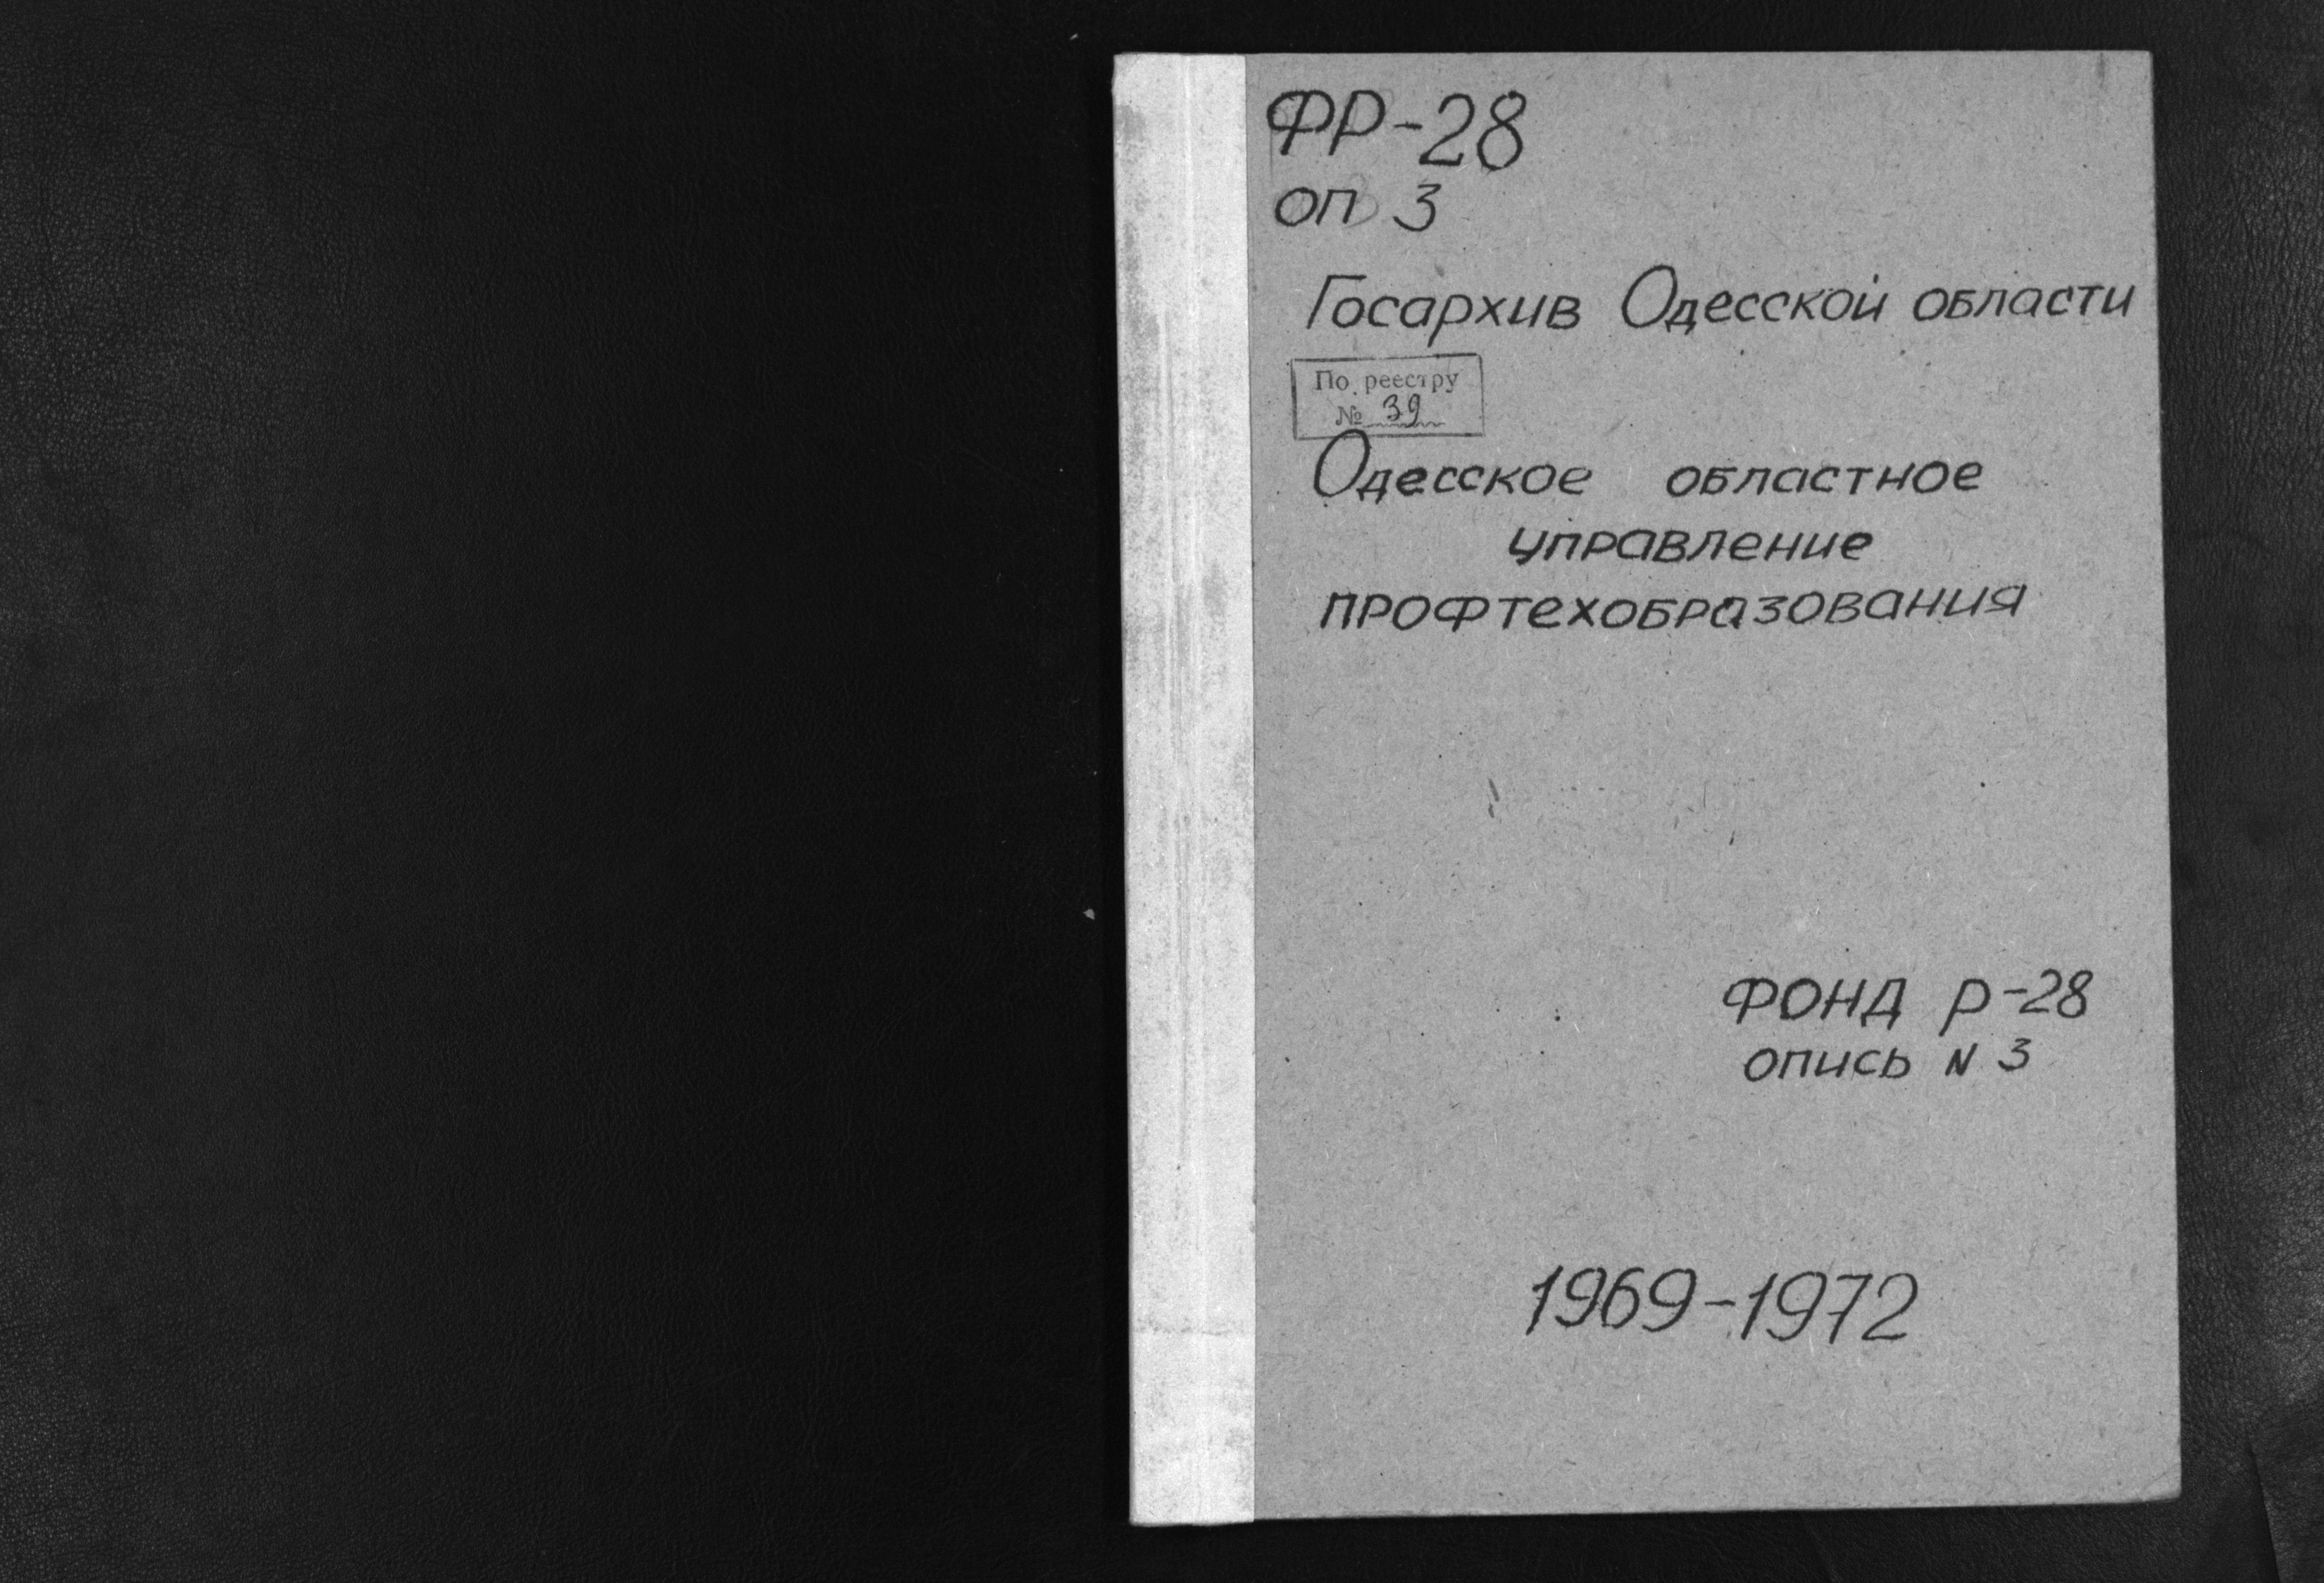 ФР-28
оп 3
Госархив Одесской области
По реестру
№ 39
Одесское областное
управление
профтехобразования
Фонд р-28
опись N 3
1969-1972